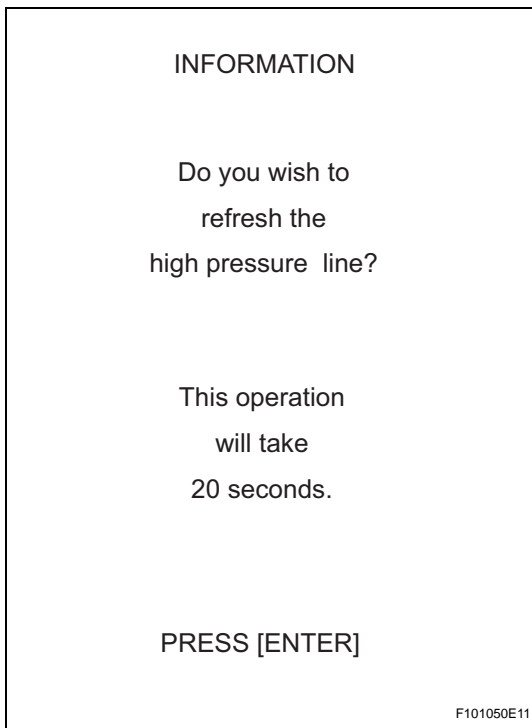 INFORMATION
Do you wish to
refresh the
high pressure line?
This operation
will take
20 seconds.
PRESS [ENTER]
F101050E11